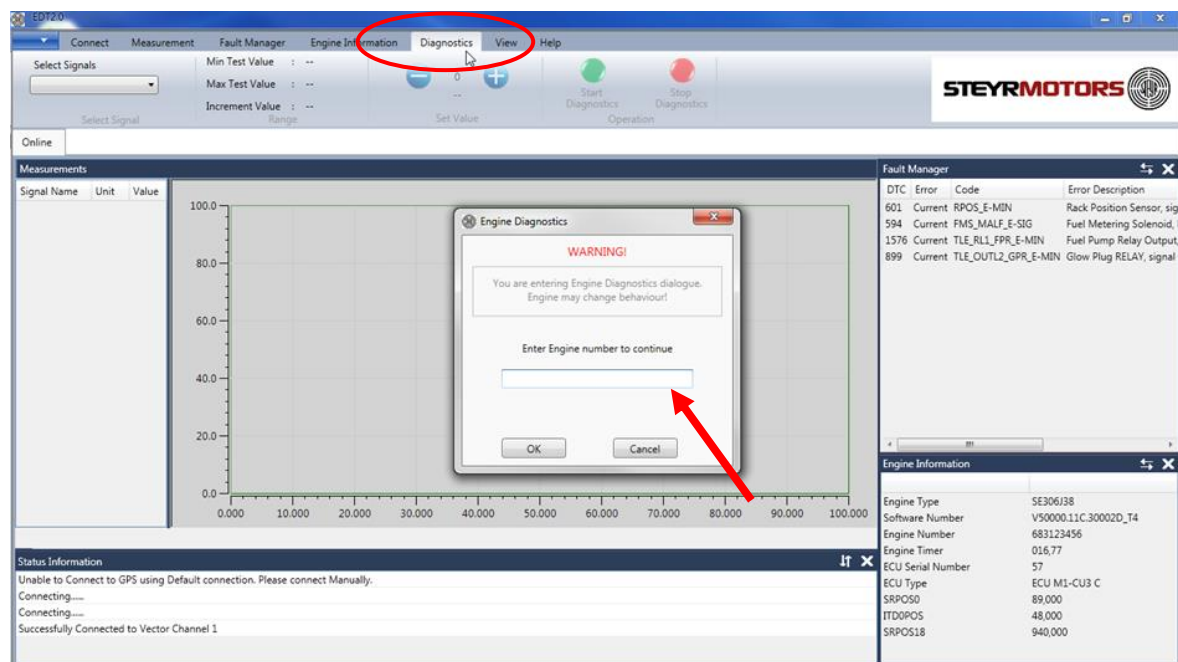 EDT2.0
Connect Measurement Fault Manager Engine Information Diagnostics View Help
Select Signals
Min Test Value : --
Max Test Value : --
Increment Value : --
0
--
Start Diagnostics
Stop Diagnostics
Select Signal
Range
Set Value
Operation
STEYRMOTORS
Online
Measurements
Signal Name Unit Value
100.0
80.0
60.0
40.0
20.0
0.0
0.000 10.000 20.000 30.000 40.000 50.000 60.000 70.000 80.000 90.000 100.000
Engine Diagnostics
WARNING!
You are entering Engine Diagnostics dialogue.
Engine may change behaviour!
Enter Engine number to continue
OK Cancel
Fault Manager
DTC Error Code Error Description
601 Current RPOS_E-MIN Rack Position Sensor, sig
594 Current FMS_MALF_E-SIG Fuel Metering Solenoid,
1576 Current TLE_RL1_FPR_E-MIN Fuel Pump Relay Output,
899 Current TLE_OUTL2_GPR_E-MIN Glow Plug RELAY, signal
Engine Information
Engine Type SE306J38
Software Number V50000.11C.30002D_T4
Engine Number 683123456
Engine Timer 016,77
ECU Serial Number 57
ECU Type ECU M1-CU3 C
SRPOS0 89,000
ITD0POS 48,000
SRPOS18 940,000
Status Information
Unable to Connect to GPS using Default connection. Please connect Manually.
Connecting.....
Connecting.....
Successfully Connected to Vector Channel 1